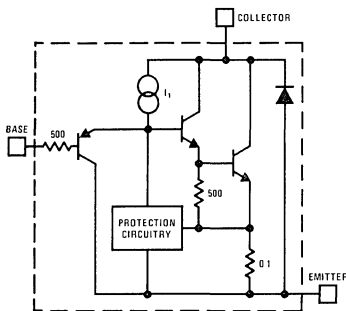 COLLECTOR
I₁
BASE
500
500
PROTECTION
CIRCUITRY
0 1
EMITTER